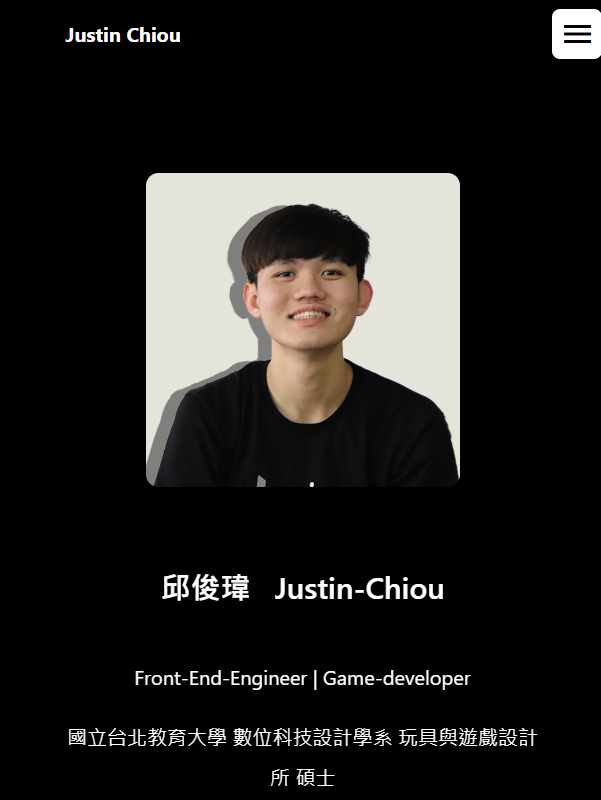 Justin Chiou
邱俊瑋 Justin-Chiou
Front-End-Engineer | Game-developer
國立台北教育大學 數位科技設計學系 玩具與遊戲設計
所 碩士